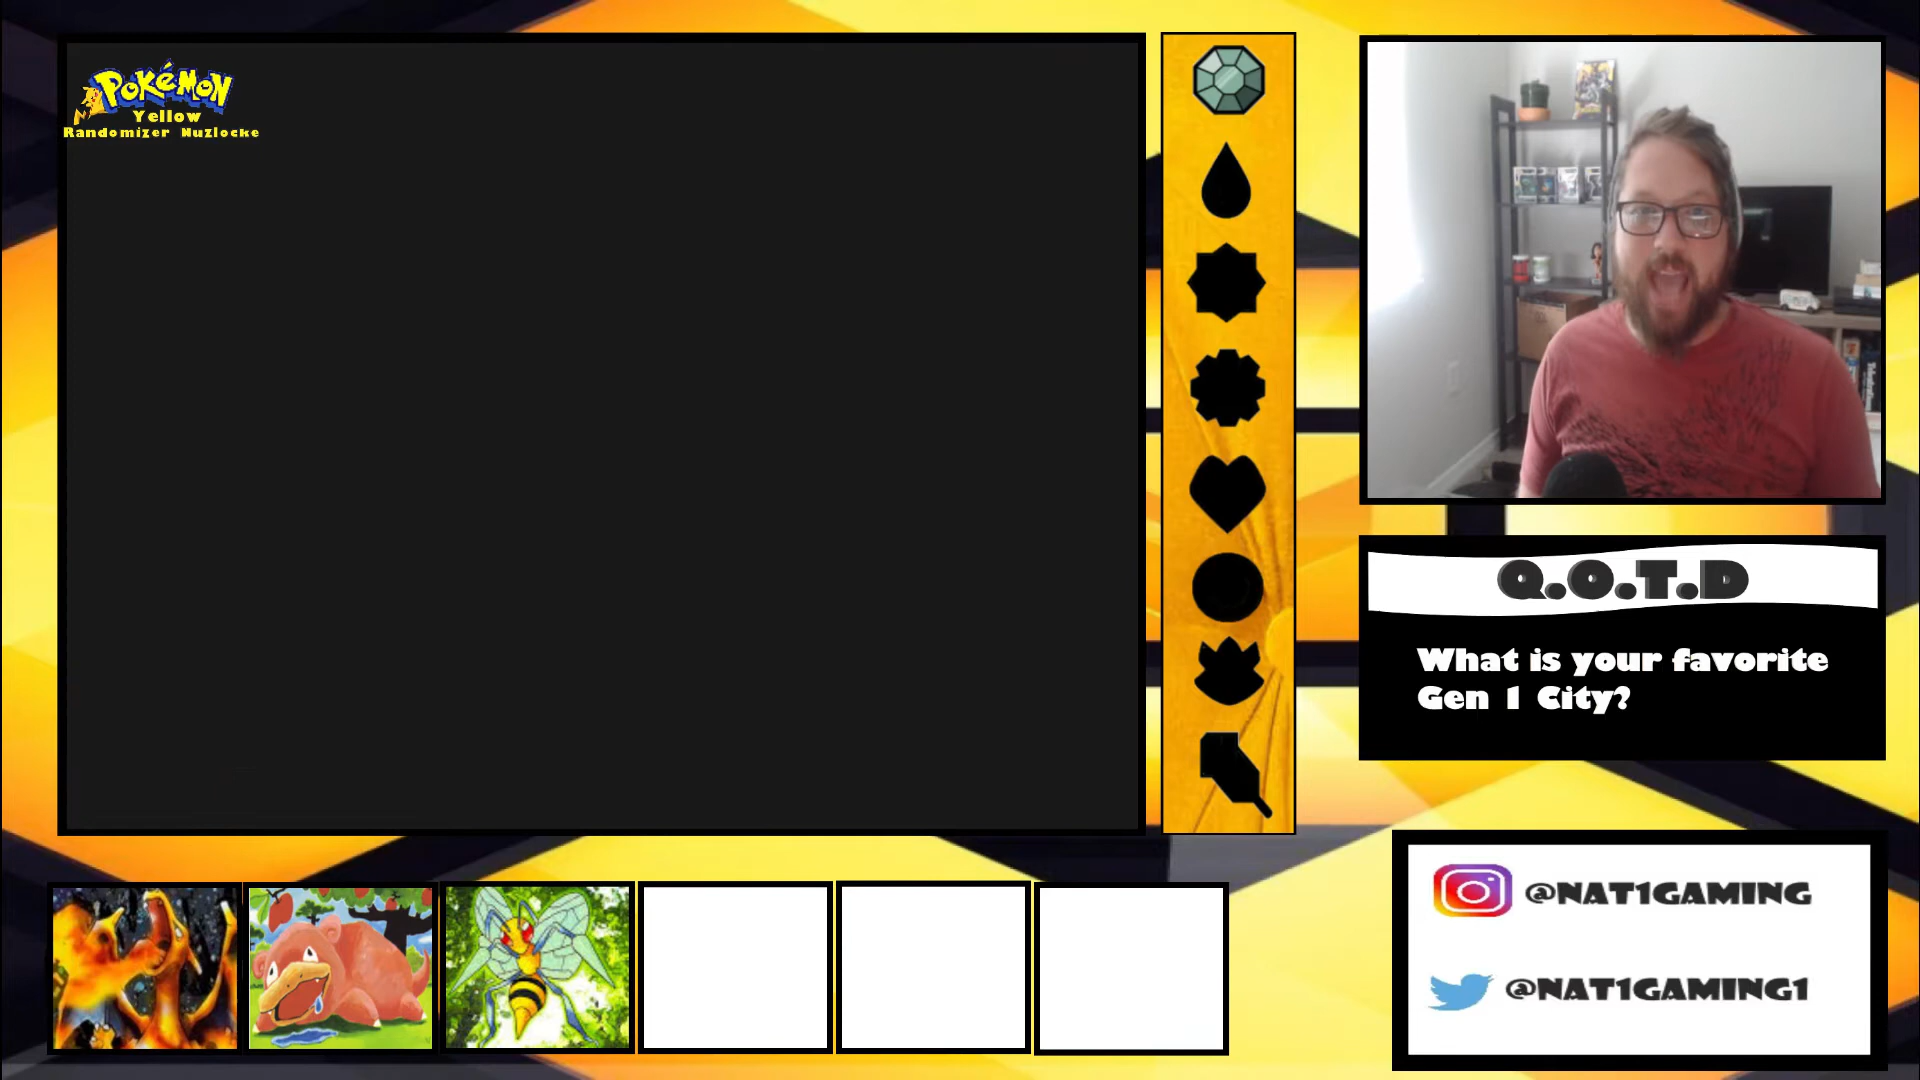 POKéMON
Yellow
Randomizer Nuzlocke
Q.O.T.D
What is your favorite
Gen 1 City?
@NAT1GAMING
@NAT1GAMING1